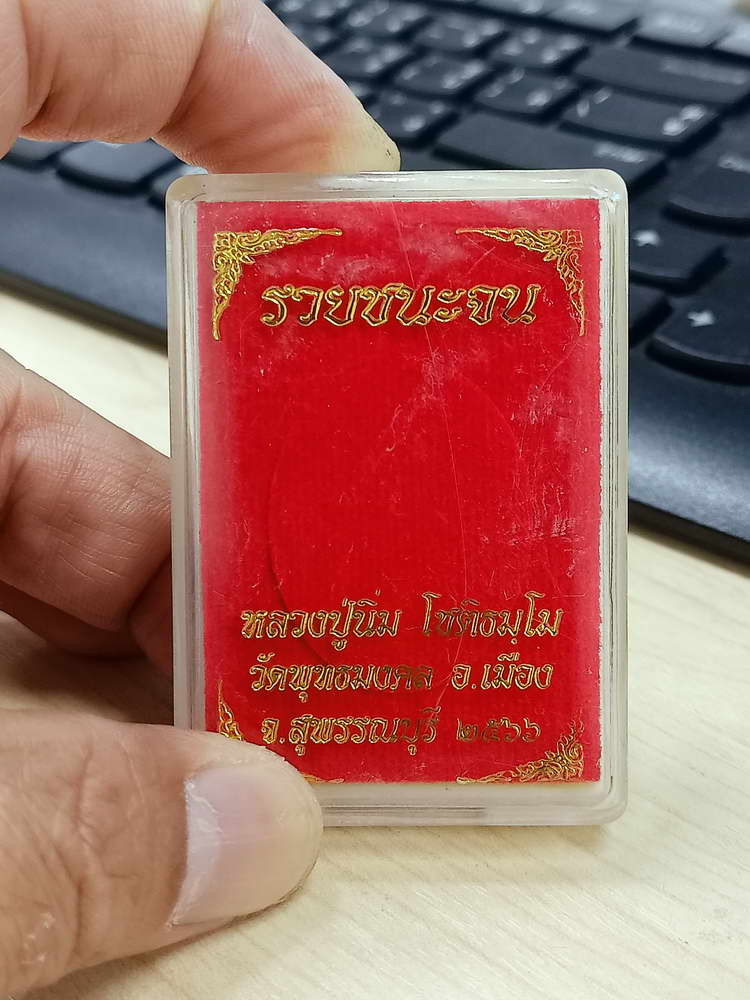 รวยชนะจน
หลวงปู่นิ่ม โชติธมฺโม
วัดพุทธมงคล อ.เมือง
จ.สุพรรณบุรี ๒๕๖๖